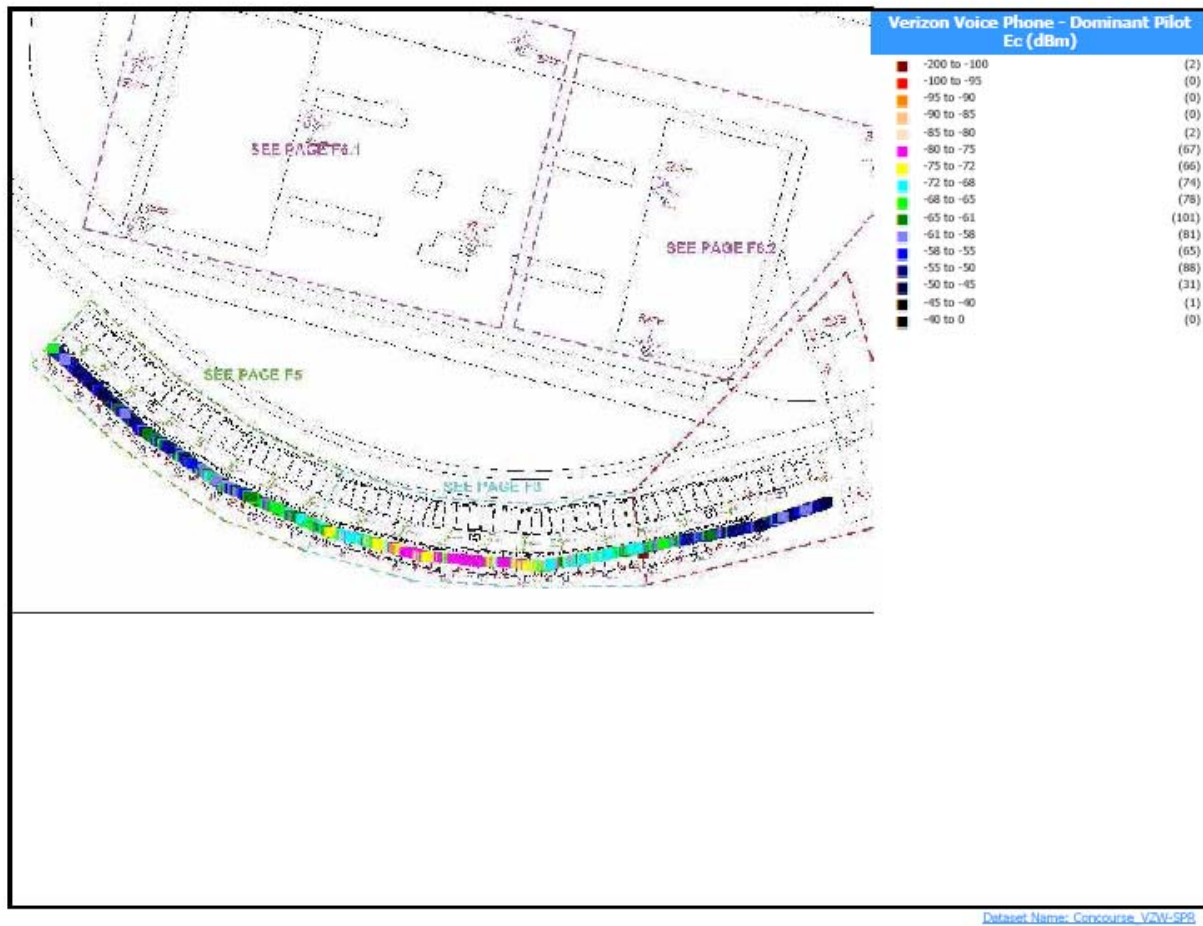 Verizon Voice Phone - Dominant Pilot
Ec (dBm)
-200 to -100 (2)
-100 to -95 (0)
-95 to -90 (0)
-90 to -85 (0)
-85 to -80 (2)
-80 to -75 (67)
-75 to -72 (66)
-72 to -68 (74)
-68 to -65 (78)
-65 to -61 (101)
-61 to -58 (81)
-58 to -55 (65)
-55 to -50 (88)
-50 to -45 (31)
-45 to -40 (1)
-40 to 0 (0)
SEE PAGE F6.1
SEE PAGE F6.2
SEE PAGE F5
SEE PAGE
Dataset Name: Concourse_VZW-SPR